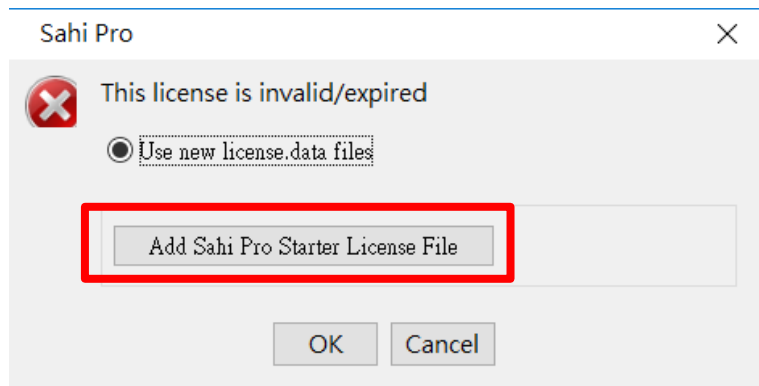 Sahi Pro
This license is invalid/expired
Use new license.data files
Add Sahi Pro Starter License File
OK Cancel